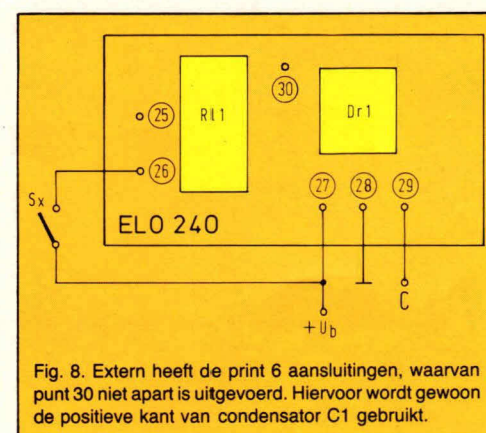 30
25
Rl1
Dr1
26
27
28
29
Sx
ELO 240
C
+Ub
Fig. 8. Extern heeft de print 6 aansluitingen, waarvan
punt 30 niet apart is uitgevoerd. Hiervoor wordt gewoon
de positieve kant van condensator C1 gebruikt.